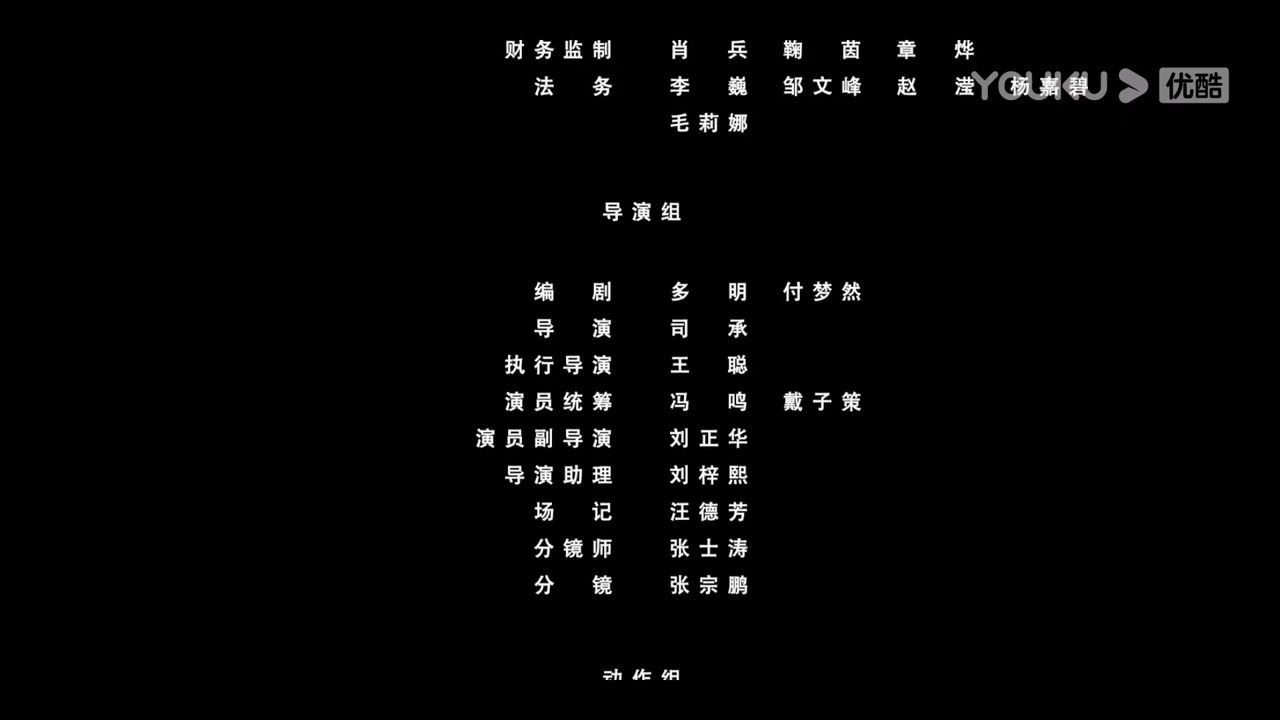 财务监制 肖兵 鞠茵 章烨
法务 李巍 邹文峰 赵滢 杨嘉碧
YOUKU 优酷
毛莉娜
导演组
编剧 多明 付梦然
导演 司承
执行导演 王聪
演员统筹 冯鸣 戴子策
演员副导演 刘正华
导演助理 刘梓熙
场记 汪德芳
分镜师 张士涛
分镜 张宗鹏
动作组